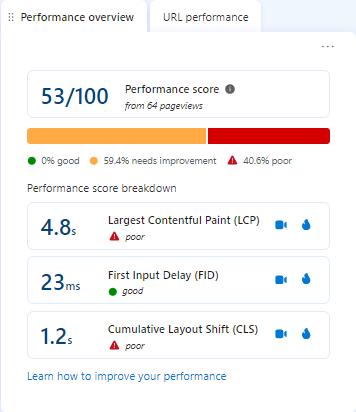 Performance overview
URL performance
53/100
Performance score
from 64 pageviews
0% good
59.4% needs improvement
40.6% poor
Performance score breakdown
4.8s
Largest Contentful Paint (LCP)
poor
23ms
First Input Delay (FID)
good
1.2s
Cumulative Layout Shift (CLS)
poor
Learn how to improve your performance